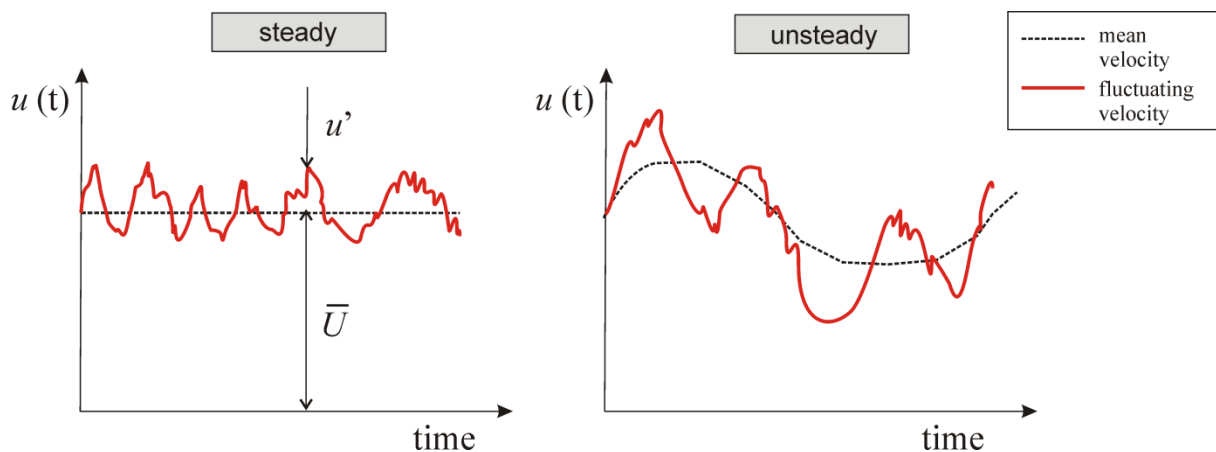 steady
u (t)
u’
U̅
time
unsteady
u (t)
time
mean
velocity
fluctuating
velocity